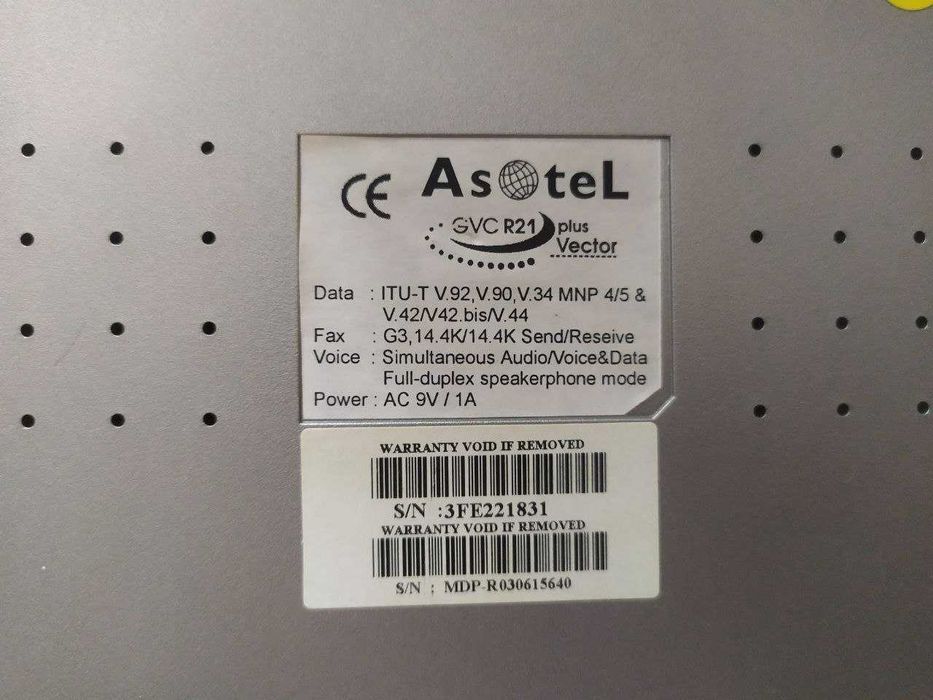 CE AsoteL
GVC R21 plus
Vector
Data : ITU-T V.92,V.90,V.34 MNP 4/5 &
V.42/V42.bis/V.44
Fax : G3,14.4K/14.4K Send/Reseive
Voice : Simultaneous Audio/Voice&Data
Full-duplex speakerphone mode
Power : AC 9V / 1A
WARRANTY VOID IF REMOVED
S/N :3FE221831
WARRANTY VOID IF REMOVED
S/N : MDP-R030615640